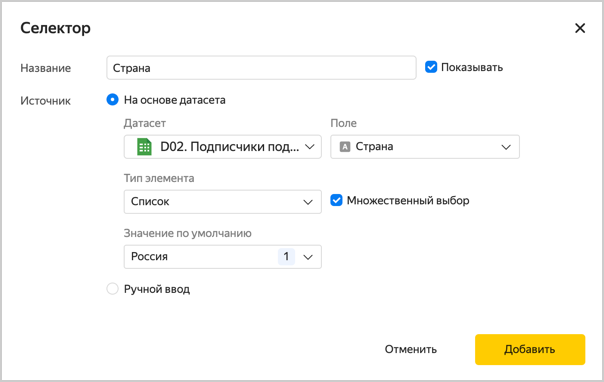 Селектор
Название
Страна
Показывать
Источник
На основе датасета
Датасет
Поле
D02. Подписчики под...
A Страна
Тип элемента
Список
Множественный выбор
Значение по умолчанию
Россия 1
Ручной ввод
Отменить
Добавить